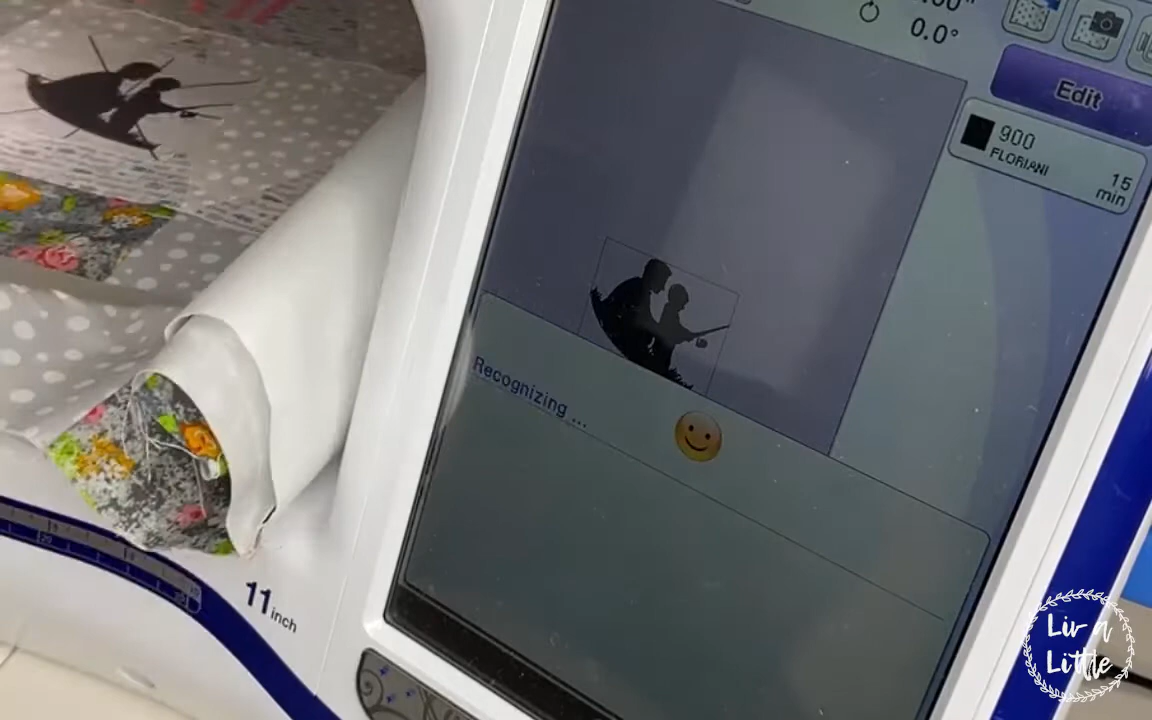 0.0°
Edit
900
FLORIANI
15
min
Recognizing ...
11 inch
Liv a
Little